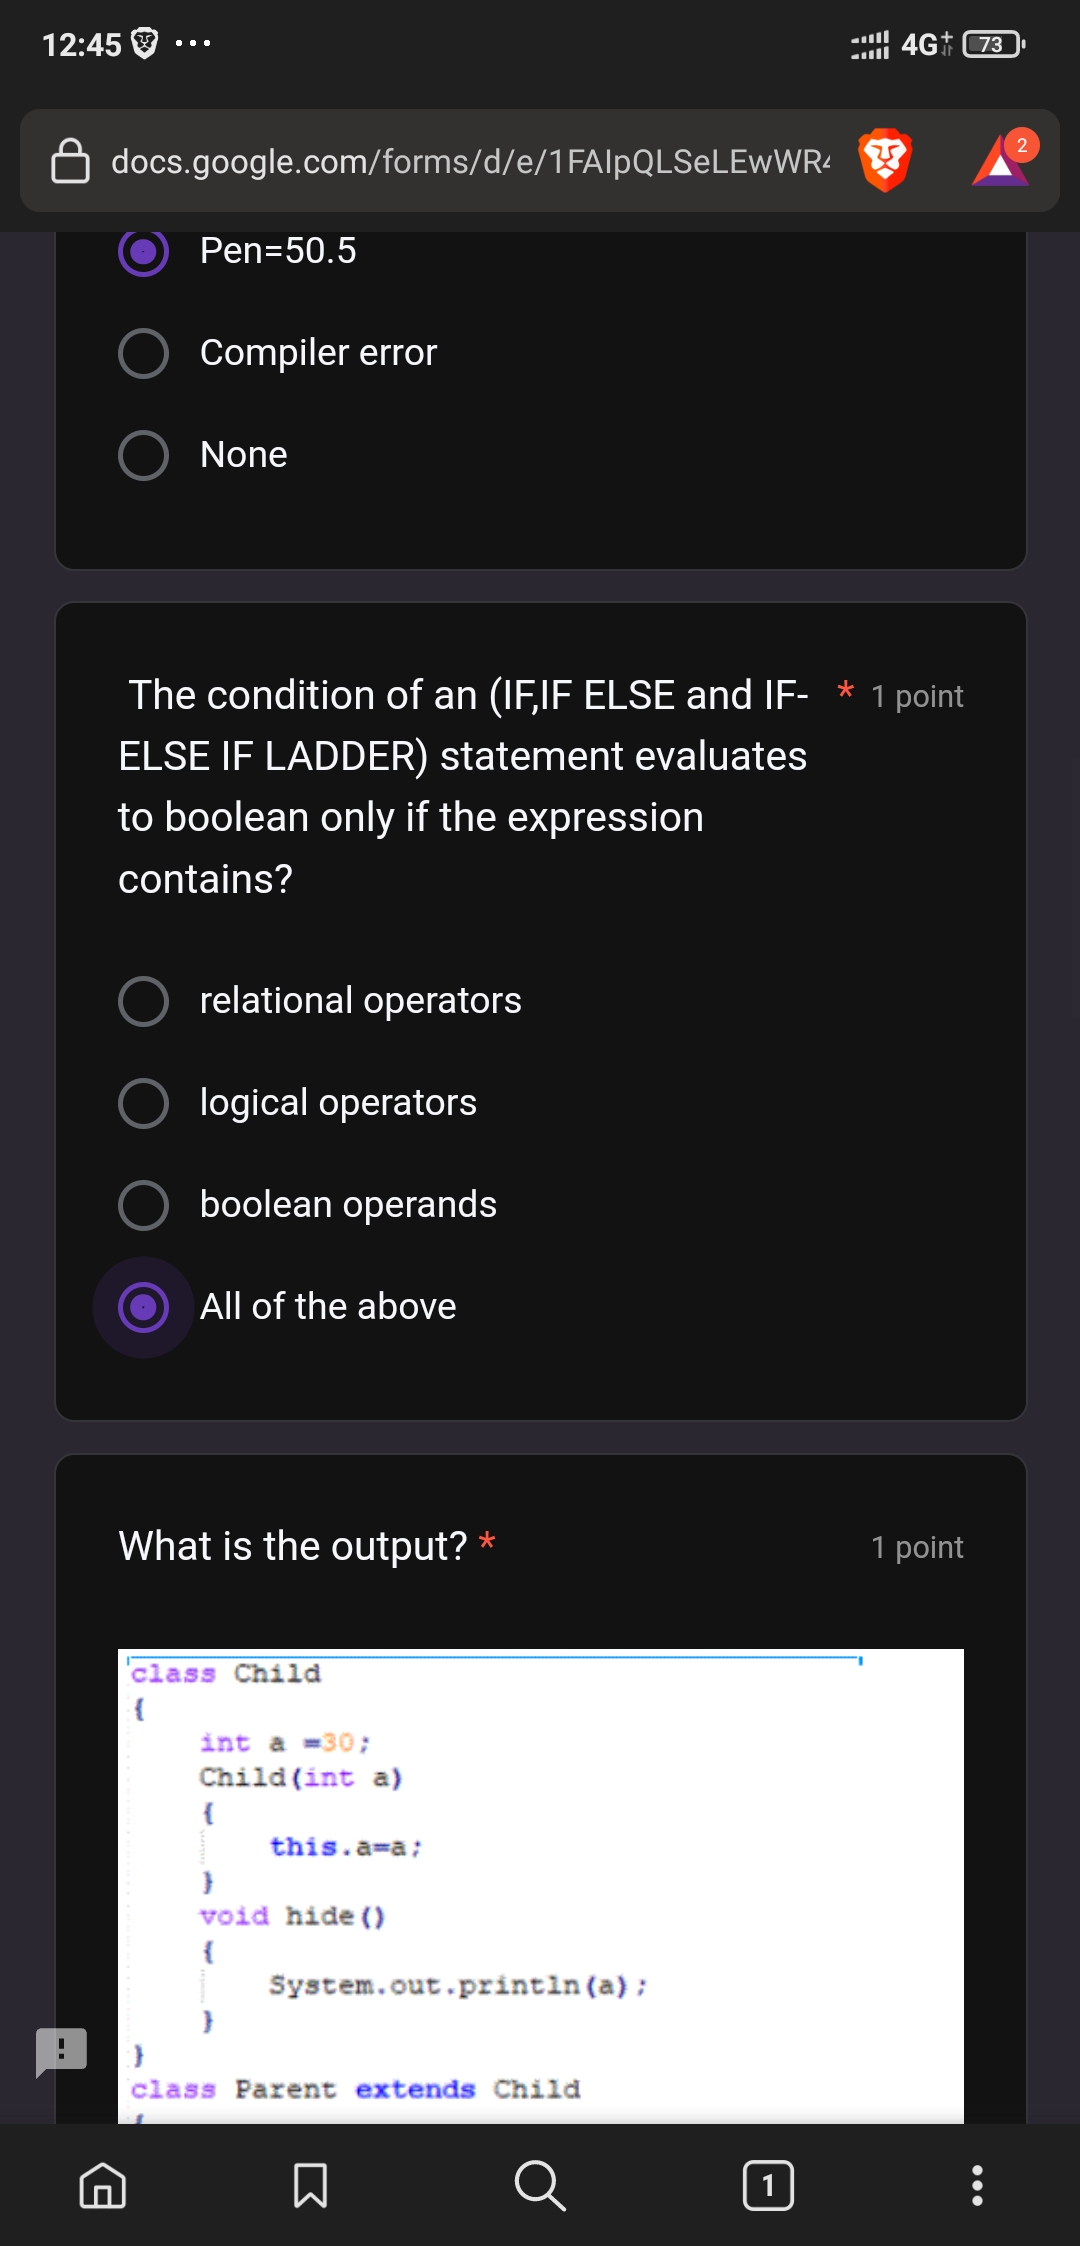 12:45
4G+ 73
docs.google.com/forms/d/e/1FAIpQLSeLEwWR
2
Pen=50.5
Compiler error
None
The condition of an (IF,IF ELSE and IF- * 1 point
ELSE IF LADDER) statement evaluates
to boolean only if the expression
contains?
relational operators
logical operators
boolean operands
All of the above
What is the output? * 1 point
class Child
{
int a =30;
Child(int a)
{
this.a=a;
}
void hide()
{
System.out.println(a);
}
}
class Parent extends Child
{
!
1